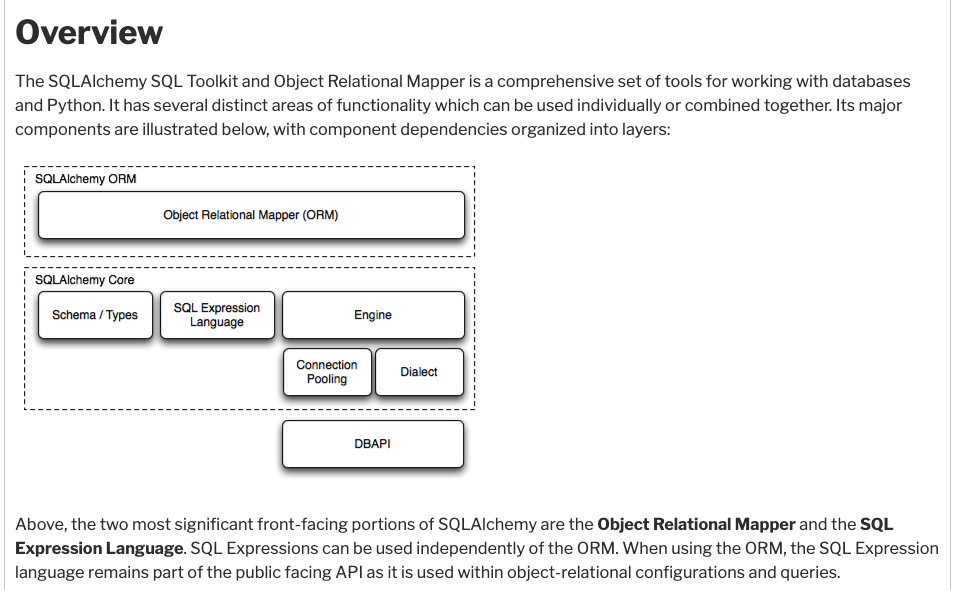 Overview
The SQLAlchemy SQL Toolkit and Object Relational Mapper is a comprehensive set of tools for working with databases
and Python. It has several distinct areas of functionality which can be used individually or combined together. Its major
components are illustrated below, with component dependencies organized into layers:
SQLAlchemy ORM
Object Relational Mapper (ORM)
SQLAlchemy Core
Schema / Types
SQL Expression
Language
Engine
Connection
Pooling
Dialect
DBAPI
Above, the two most significant front-facing portions of SQLAlchemy are the Object Relational Mapper and the SQL
Expression Language. SQL Expressions can be used independently of the ORM. When using the ORM, the SQL Expression
language remains part of the public facing API as it is used within object-relational configurations and queries.